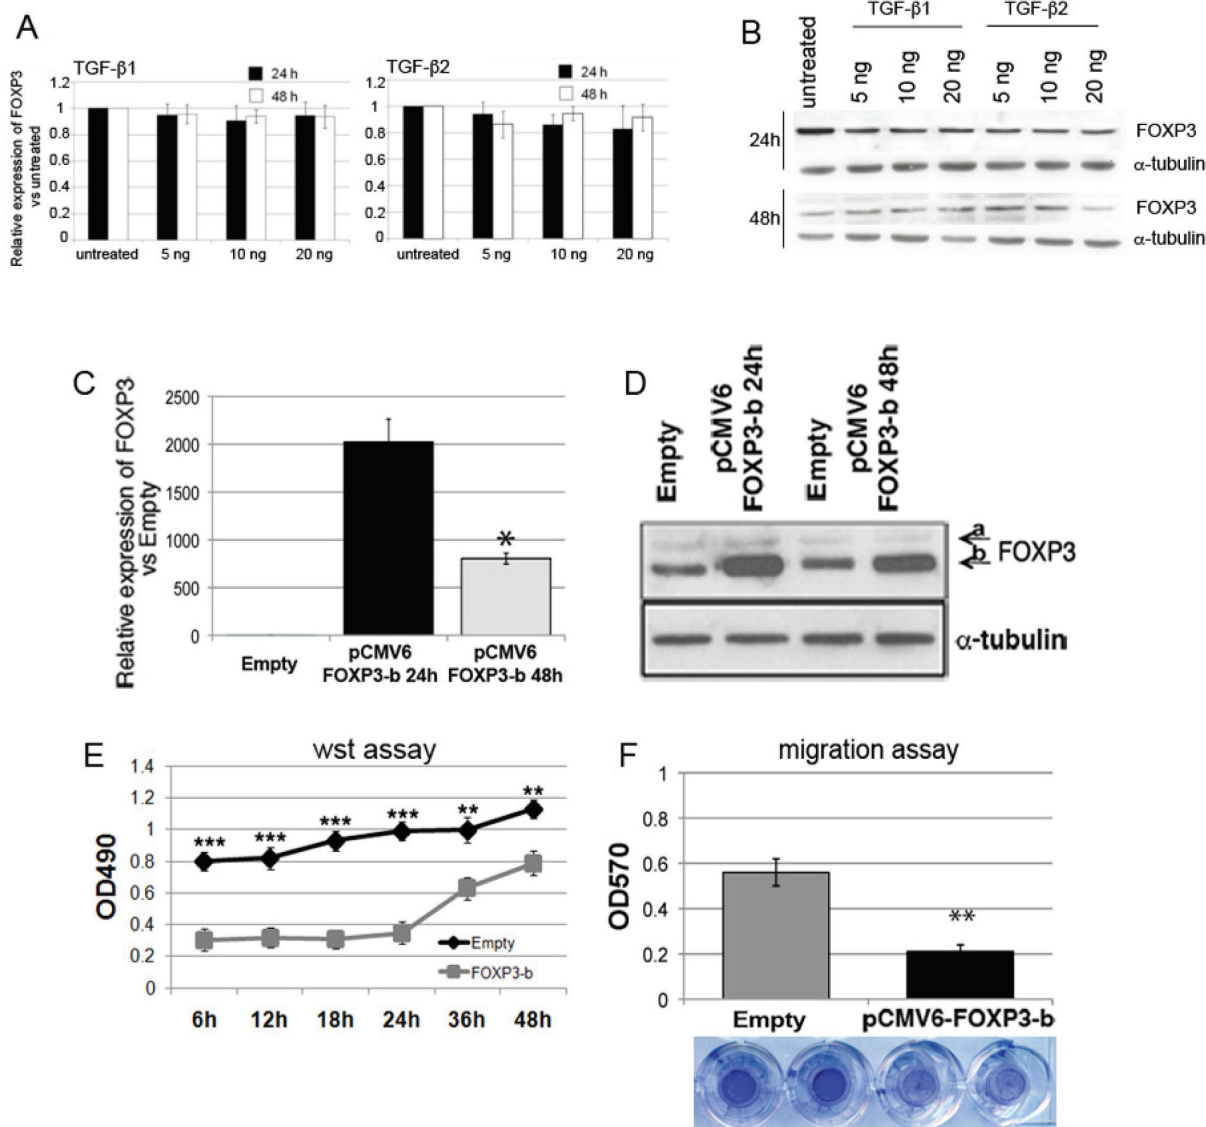 A
TGF-β1
24 h
48 h
Relative expression of FOXP3
vs untreated
1.2
1
0.8
0.6
0.4
0.2
0
untreated 5 ng 10 ng 20 ng
TGF-β2
24 h
48 h
1.2
1
0.8
0.6
0.4
0.2
0
untreated 5 ng 10 ng 20 ng
B
TGF-β1 TGF-β2
untreated 5 ng 10 ng 20 ng 5 ng 10 ng 20 ng
24h
FOXP3
α-tubulin
48h
FOXP3
α-tubulin
C
Relative expression of FOXP3
vs Empty
2500
2000
1500
1000
500
0
*
Empty
pCMV6
FOXP3-b 24h
pCMV6
FOXP3-b 48h
D
Empty
pCMV6
FOXP3-b 24h
Empty
pCMV6
FOXP3-b 48h
a
b FOXP3
α-tubulin
E
wst assay
OD490
1.4
1.2
1
0.8
0.6
0.4
0.2
0
*** *** *** *** ** **
Empty
FOXP3-b
6h 12h 18h 24h 36h 48h
F
migration assay
OD570
1
0.8
0.6
0.4
0.2
0
**
Empty pCMV6-FOXP3-b